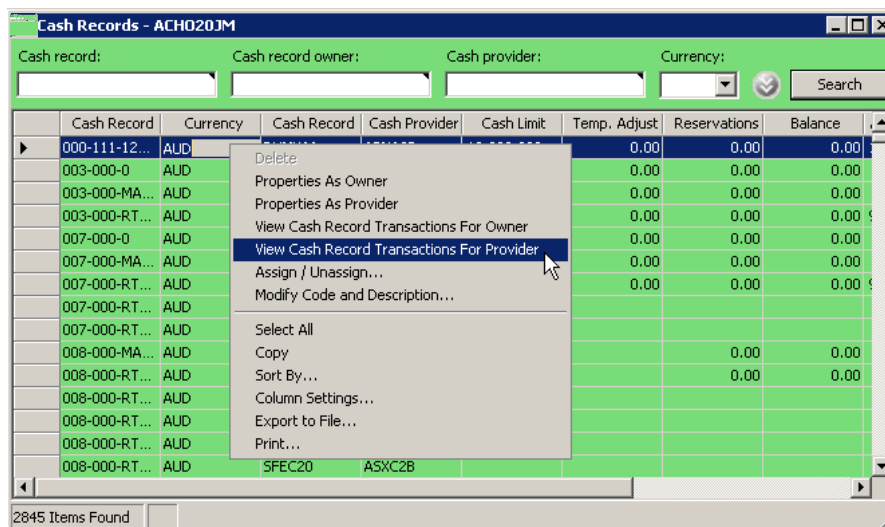 Cash Records - ACHO20JM
Cash record: Cash record owner: Cash provider: Currency:
Search
Cash Record Currency Cash Record Cash Provider Cash Limit Temp. Adjust Reservations Balance
000-111-12... AUD 0.00 0.00 0.00
003-000-0 AUD 0.00 0.00 0.00
003-000-MA... AUD 0.00 0.00 0.00
003-000-RT... AUD 0.00 0.00 0.00
007-000-0 AUD 0.00 0.00 0.00
007-000-MA... AUD 0.00 0.00 0.00
007-000-RT... AUD 0.00 0.00 0.00
007-000-RT... AUD
007-000-RT... AUD
008-000-MA... AUD 0.00 0.00
008-000-RT... AUD 0.00 0.00
008-000-RT... AUD
008-000-RT... AUD
008-000-RT... AUD
008-000-RT... AUD SFEC20 ASXC2B
Delete
Properties As Owner
Properties As Provider
View Cash Record Transactions For Owner
View Cash Record Transactions For Provider
Assign / Unassign...
Modify Code and Description...
Select All
Copy
Sort By...
Column Settings...
Export to File...
Print...
2845 Items Found